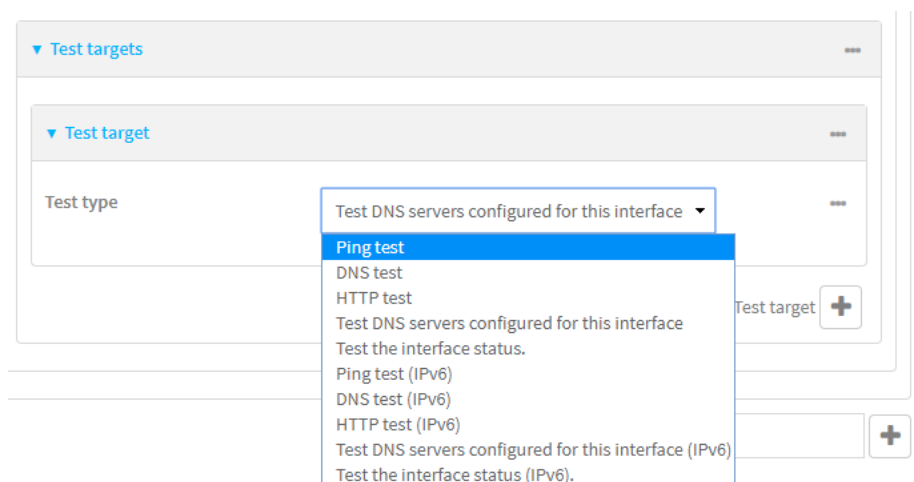 Test targets
Test target
Test type
Test DNS servers configured for this interface
Ping test
DNS test
HTTP test
Test DNS servers configured for this interface
Test the interface status.
Ping test (IPv6)
DNS test (IPv6)
HTTP test (IPv6)
Test DNS servers configured for this interface (IPv6)
Test the interface status (IPv6).
Test target